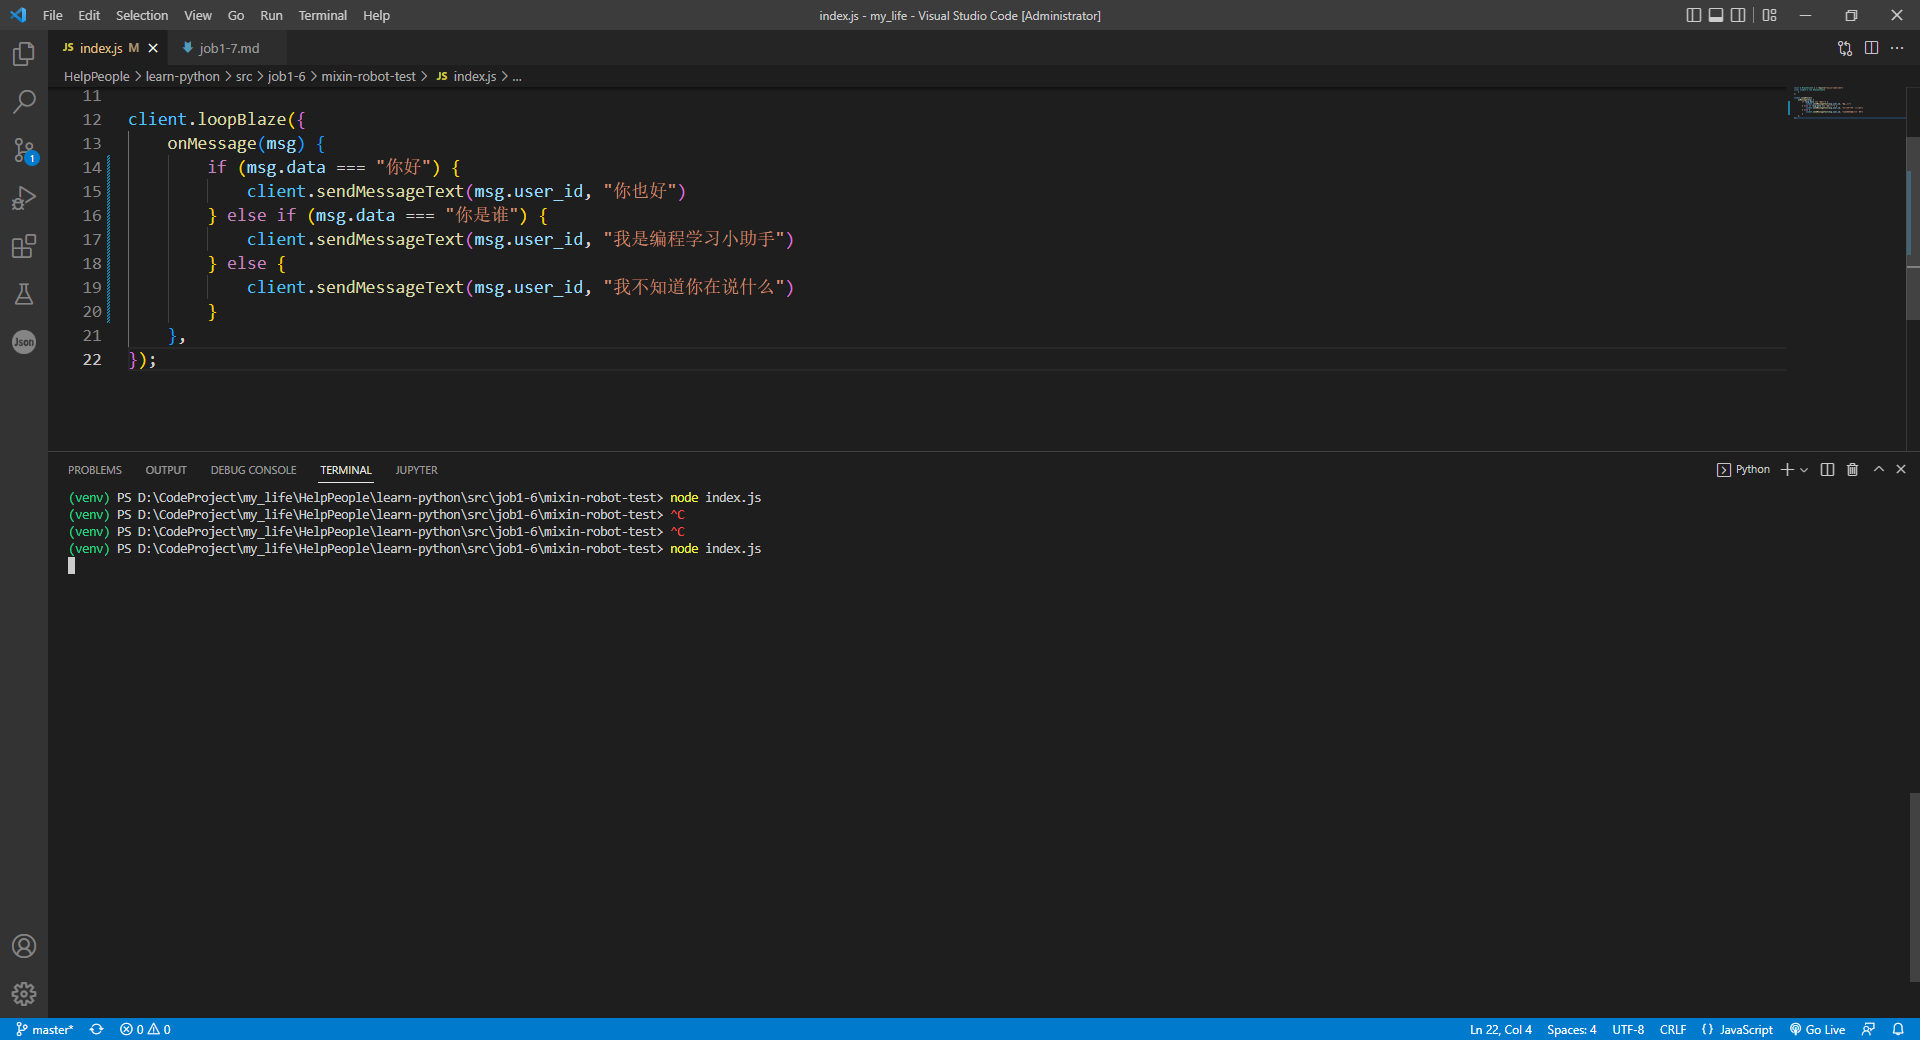 File Edit Selection View Go Run Terminal Help
index.js - my_life - Visual Studio Code [Administrator]
JS index.js M
job1-7.md
HelpPeople > learn-python > src > job1-6 > mixin-robot-test > JS index.js > ...
11
12 client.loopBlaze({
13 onMessage(msg) {
14 if (msg.data === "你好") {
15 client.sendMessageText(msg.user_id, "你也好")
16 } else if (msg.data === "你是谁") {
17 client.sendMessageText(msg.user_id, "我是编程学习小助手")
18 } else {
19 client.sendMessageText(msg.user_id, "我不知道你在说什么")
20 }
21 },
22 });
1
Json
PROBLEMS OUTPUT DEBUG CONSOLE TERMINAL JUPYTER
Python
(venv) PS D:\CodeProject\my_life\HelpPeople\learn-python\src\job1-6\mixin-robot-test> node index.js
(venv) PS D:\CodeProject\my_life\HelpPeople\learn-python\src\job1-6\mixin-robot-test> ^C
(venv) PS D:\CodeProject\my_life\HelpPeople\learn-python\src\job1-6\mixin-robot-test> ^C
(venv) PS D:\CodeProject\my_life\HelpPeople\learn-python\src\job1-6\mixin-robot-test> node index.js
master* 0 0
Ln 22, Col 4 Spaces: 4 UTF-8 CRLF {} JavaScript Go Live